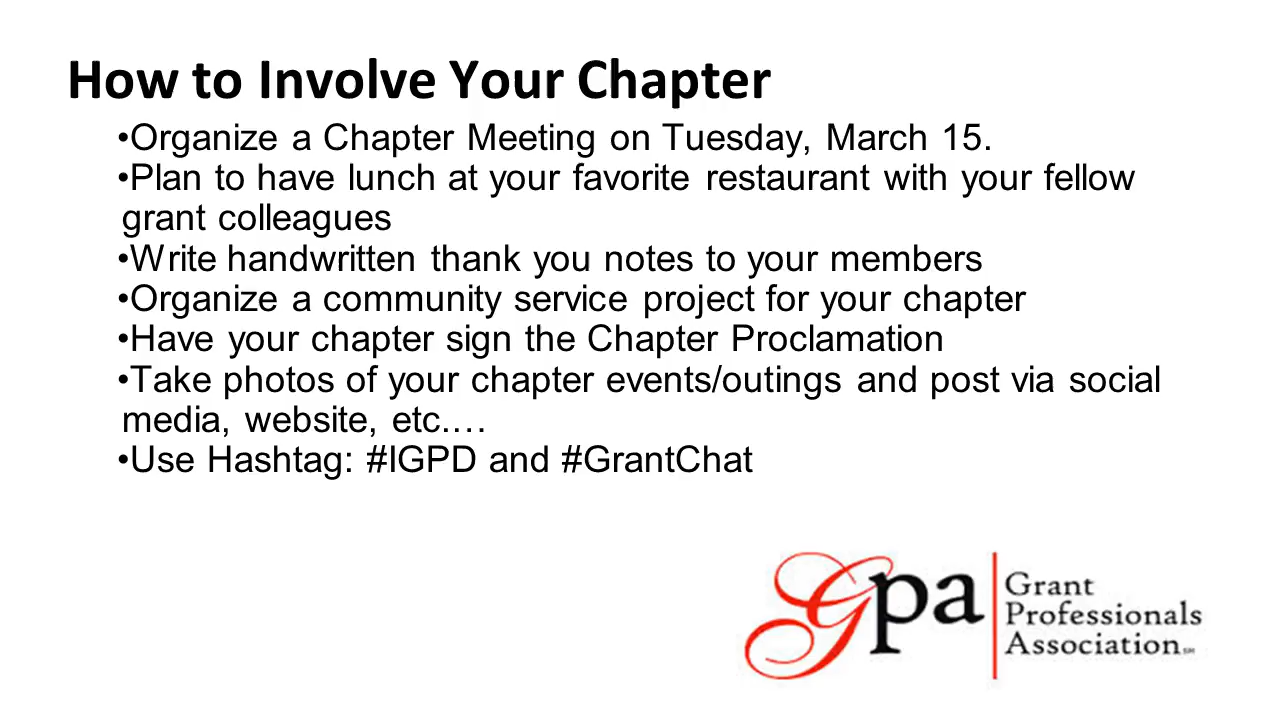 How to Involve Your Chapter
•Organize a Chapter Meeting on Tuesday, March 15.
•Plan to have lunch at your favorite restaurant with your fellow
grant colleagues
•Write handwritten thank you notes to your members
•Organize a community service project for your chapter
•Have your chapter sign the Chapter Proclamation
•Take photos of your chapter events/outings and post via social
media, website, etc.…
•Use Hashtag: #IGPD and #GrantChat
gpa
Grant
Professionals
Association℠